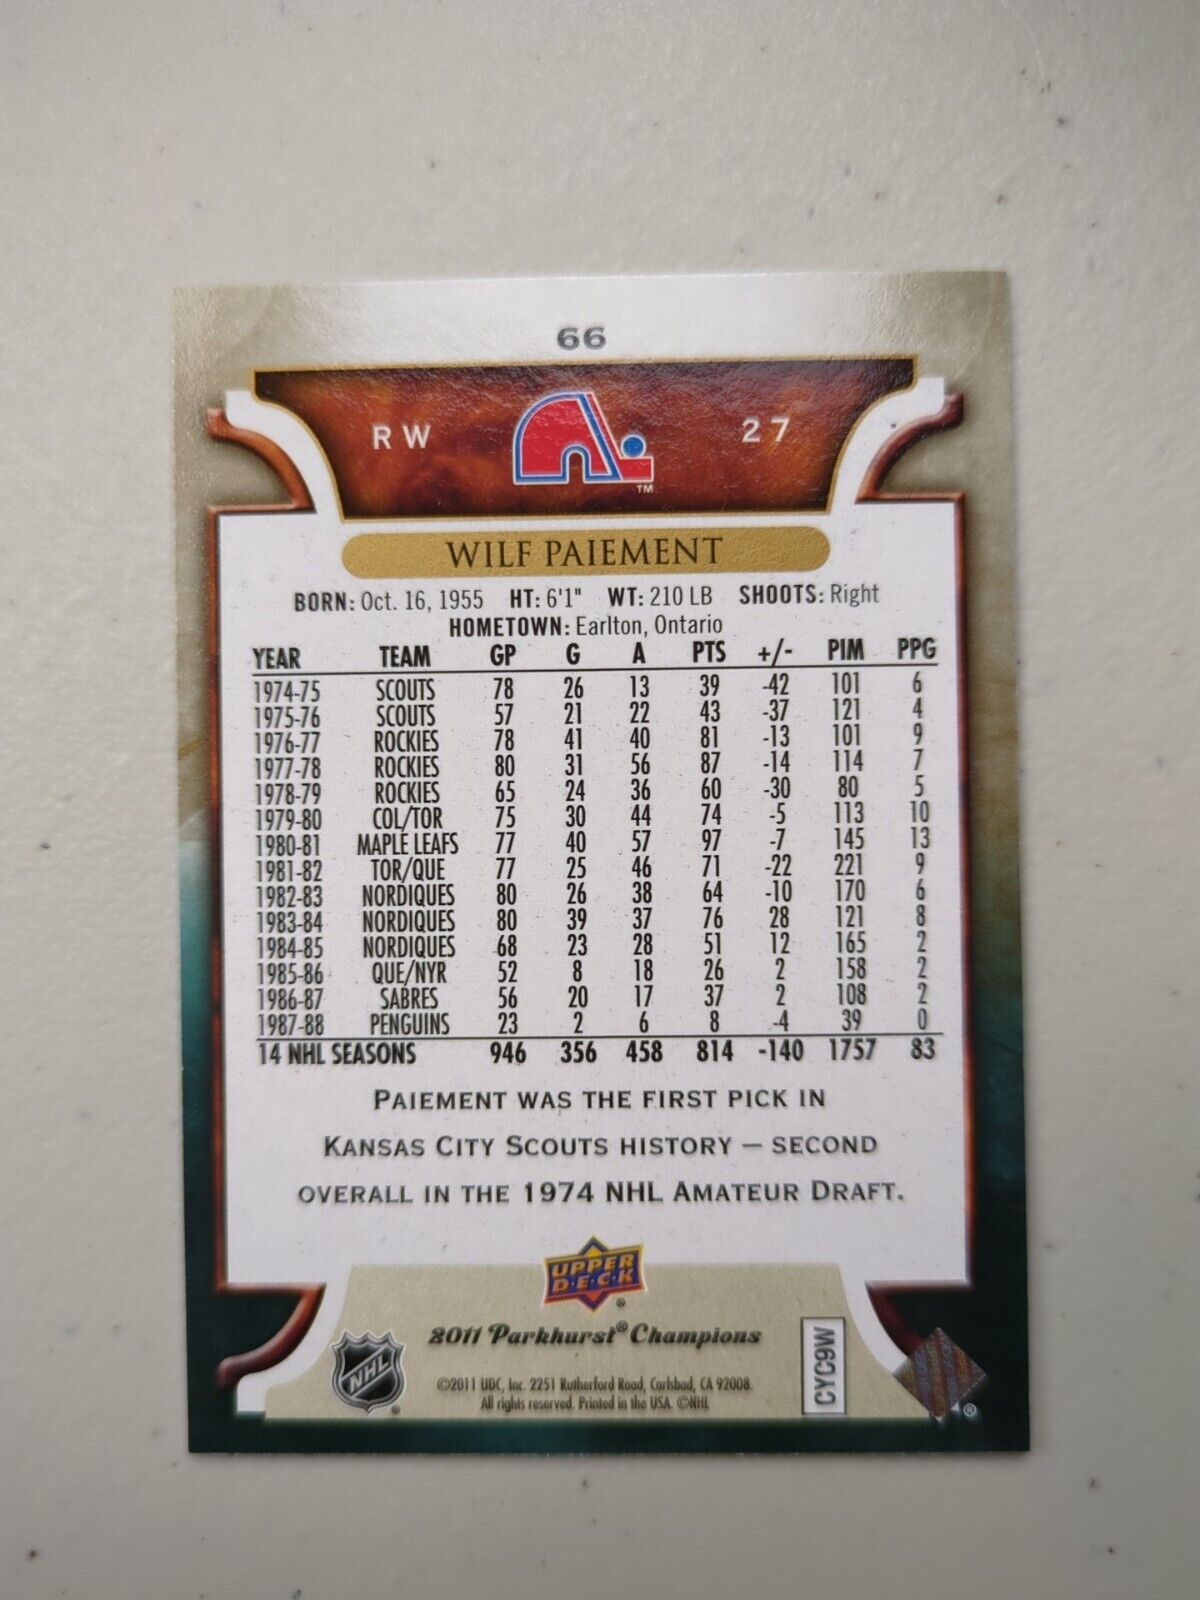 66
RW 27
TM
WILF PAIEMENT
BORN: Oct. 16, 1955 HT: 6'1" WT: 210 LB SHOOTS: Right
HOMETOWN: Earlton, Ontario
YEAR TEAM GP G A PTS +/- PIM PPG
1974-75 SCOUTS 78 26 13 39 -42 101 6
1975-76 SCOUTS 57 21 22 43 -37 121 4
1976-77 ROCKIES 78 41 40 81 -13 101 9
1977-78 ROCKIES 80 31 56 87 -14 114 7
1978-79 ROCKIES 65 24 36 60 -30 80 5
1979-80 COL/TOR 75 30 44 74 -5 113 10
1980-81 MAPLE LEAFS 77 40 57 97 -7 145 13
1981-82 TOR/QUE 77 25 46 71 -22 221 9
1982-83 NORDIQUES 80 26 38 64 -10 170 6
1983-84 NORDIQUES 80 39 37 76 28 121 8
1984-85 NORDIQUES 68 23 28 51 12 165 2
1985-86 QUE/NYR 52 8 18 26 2 158 2
1986-87 SABRES 56 20 17 37 2 108 2
1987-88 PENGUINS 23 2 6 8 -4 39 0
14 NHL SEASONS 946 356 458 814 -140 1757 83
PAIEMENT WAS THE FIRST PICK IN
KANSAS CITY SCOUTS HISTORY – SECOND
OVERALL IN THE 1974 NHL AMATEUR DRAFT.
UPPER
DECK
®
2011 Parkhurst® Champions
NHL
®
©2011 UDC, Inc. 2251 Rutherford Road, Carlsbad, CA 92008.
All rights reserved. Printed in the USA. ©NHL
CYC9W
®